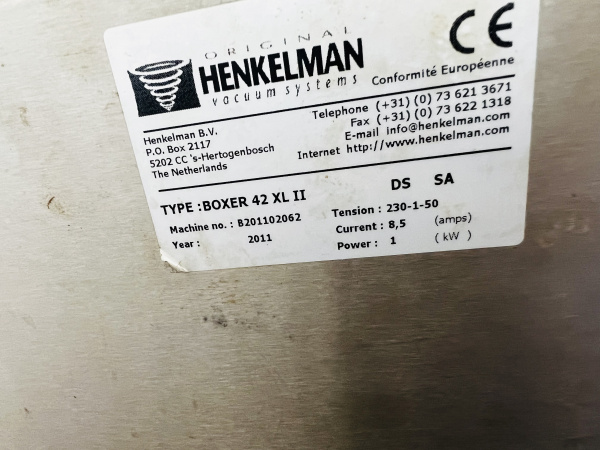 ORIGINAL
HENKELMAN
vacuum systems
CE
Conformité Européenne
Henkelman B.V.
P.O. Box 2117
5202 CC 's-Hertogenbosch
The Netherlands
Telephone (+31) (0) 73 621 3671
Fax (+31) (0) 73 622 1318
E-mail info@henkelman.com
Internet http://www.henkelman.com
TYPE : BOXER 42 XL II DS SA
Machine no. : B201102062
Year : 2011
Tension : 230-1-50
Current : 8,5 (amps)
Power : 1 ( kW )